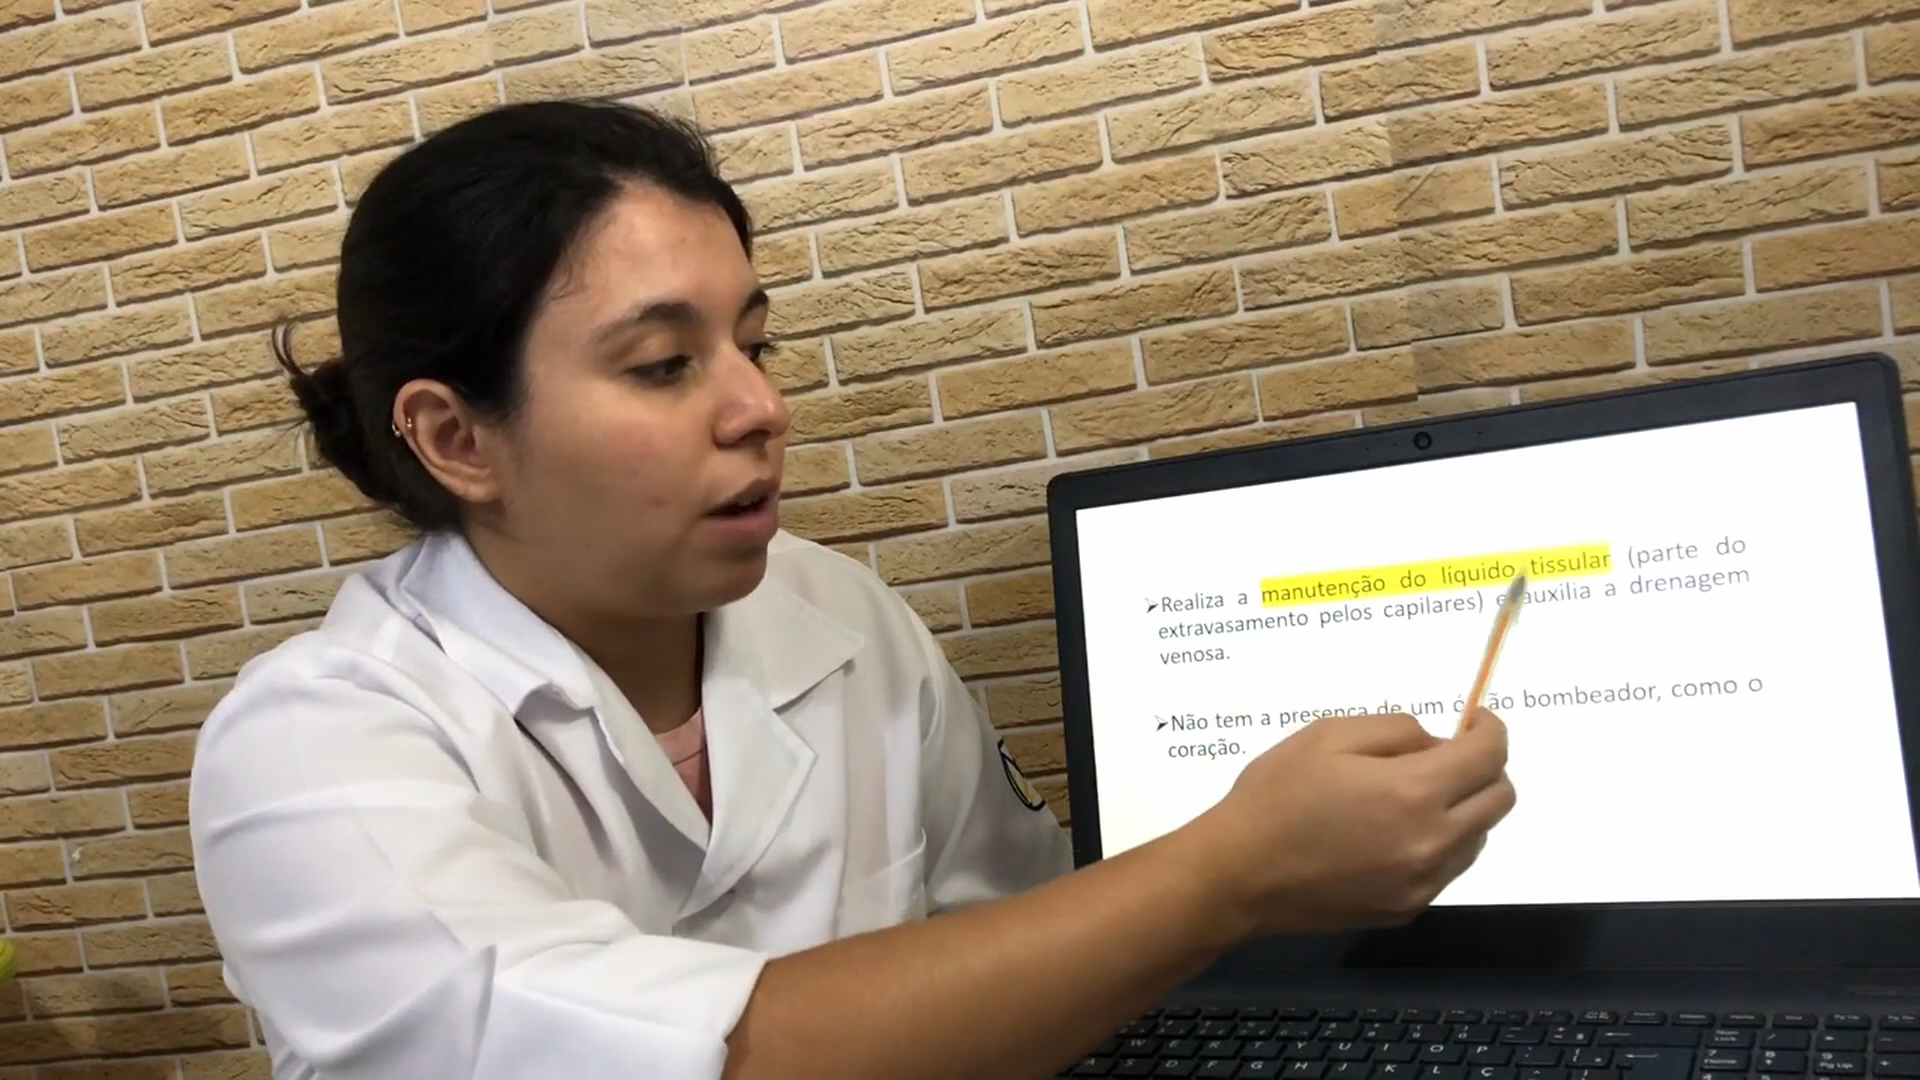 ➢Realiza a manutenção do líquido tissular (parte do
extravasamento pelos capilares) e auxilia a drenagem
venosa.
➢Não tem a presença de um ão bombeador, como o
coração.
W E R T Y U I O P
A S D F G H J K L Ç